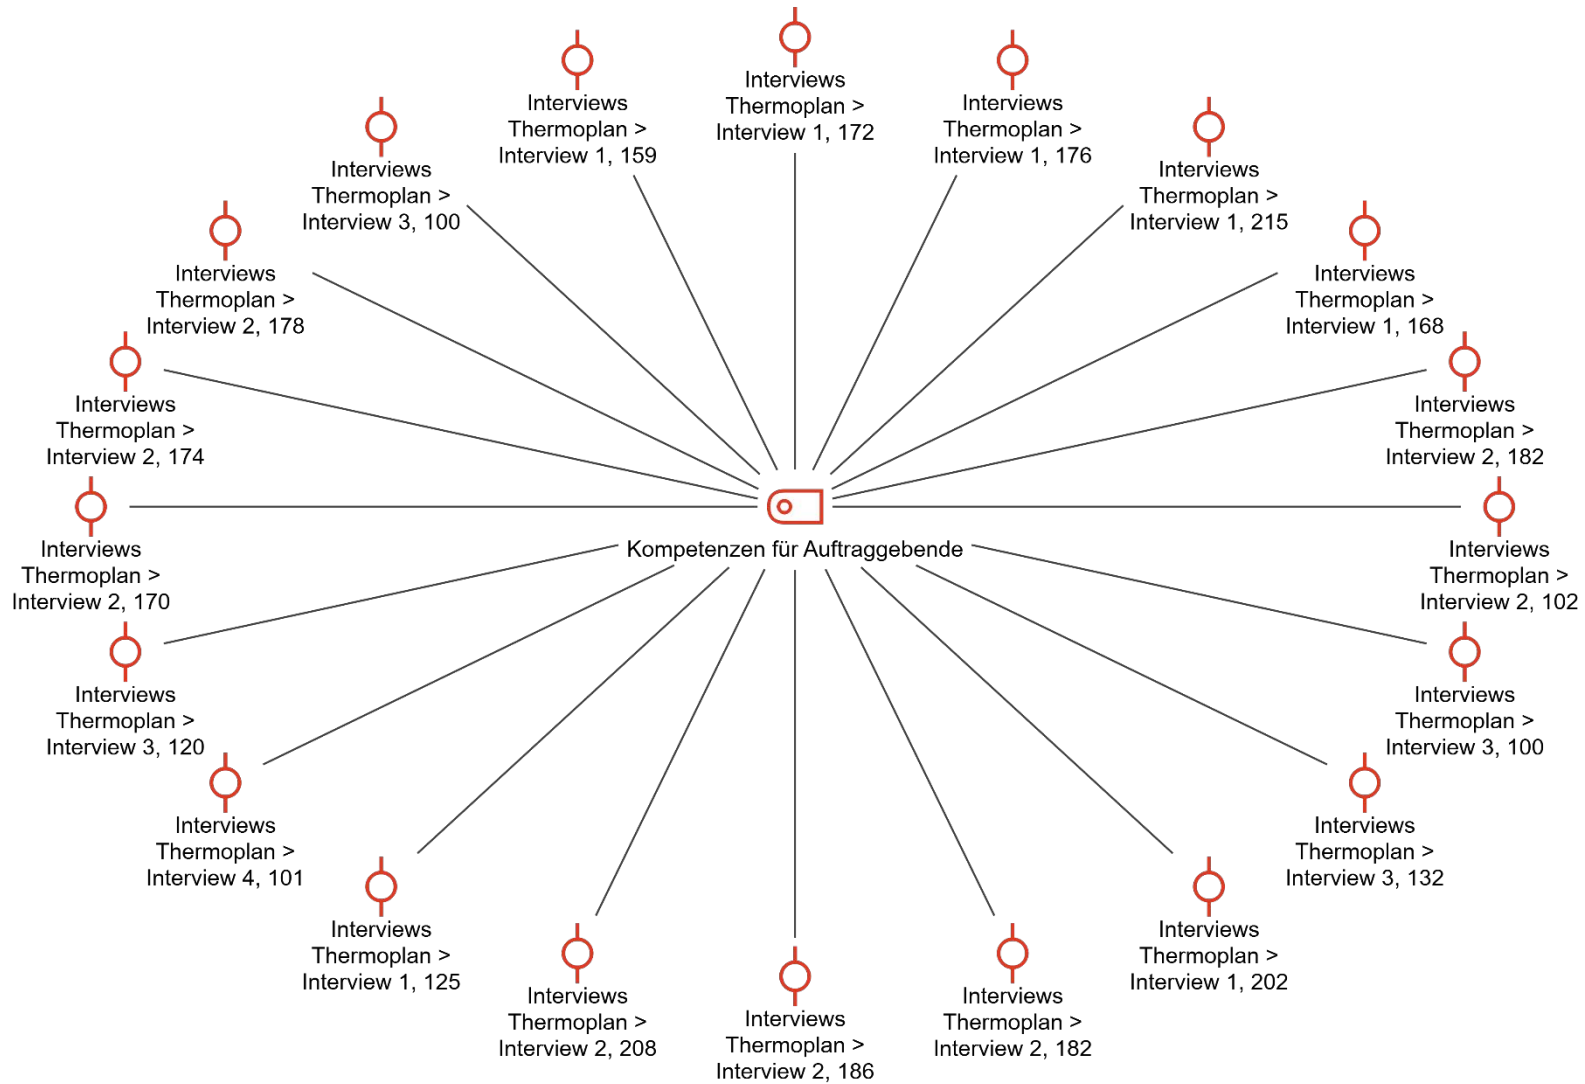 Interviews
Thermoplan >
Interview 1, 172
Interviews
Thermoplan >
Interview 1, 159
Interviews
Thermoplan >
Interview 1, 176
Interviews
Thermoplan >
Interview 3, 100
Interviews
Thermoplan >
Interview 1, 215
Interviews
Thermoplan >
Interview 2, 178
Interviews
Thermoplan >
Interview 1, 168
Interviews
Thermoplan >
Interview 2, 174
Interviews
Thermoplan >
Interview 2, 182
Kompetenzen für Auftraggebende
Interviews
Thermoplan >
Interview 2, 170
Interviews
Thermoplan >
Interview 2, 102
Interviews
Thermoplan >
Interview 3, 120
Interviews
Thermoplan >
Interview 3, 100
Interviews
Thermoplan >
Interview 4, 101
Interviews
Thermoplan >
Interview 3, 132
Interviews
Thermoplan >
Interview 1, 125
Interviews
Thermoplan >
Interview 1, 202
Interviews
Thermoplan >
Interview 2, 208
Interviews
Thermoplan >
Interview 2, 186
Interviews
Thermoplan >
Interview 2, 182